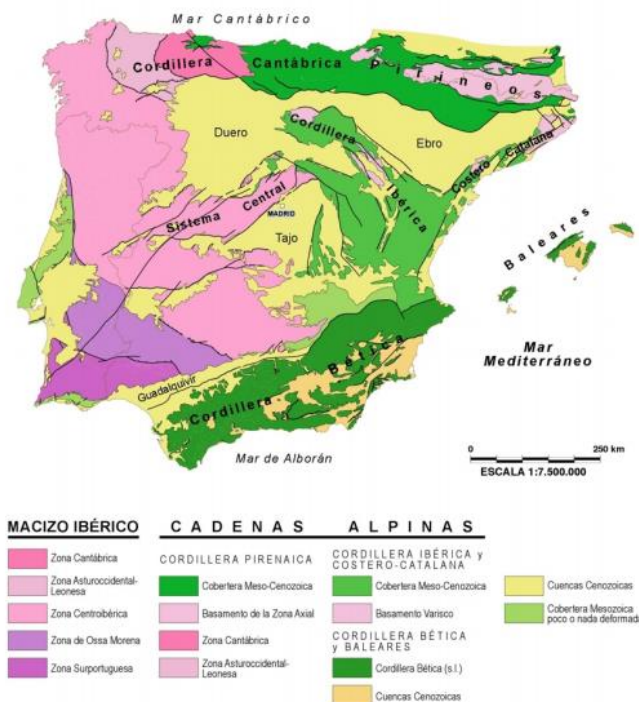 Mar Cantábrico
Cordillera Cantábrica
Pirineos
Duero
Cordillera Ibérica
Ebro
Costero Catalana
Sistema Central
MADRID
Tajo
Baleares
Mar
Mediterráneo
Guadalquivir
Cordillera Bética
Mar de Alborán
0 250 km
ESCALA 1:7.500.000
MACIZO IBÉRICO
Zona Cantábrica
Zona Asturoccidental-
Leonesa
Zona Centroibérica
Zona de Ossa Morena
Zona Surportuguesa
CADENAS ALPINAS
CORDILLERA PIRENAICA
Cobertera Meso-Cenozoica
Basamento de la Zona Axial
Zona Cantábrica
Zona Asturoccidental-
Leonesa
CORDILLERA IBÉRICA y
COSTERO-CATALANA
Cobertera Meso-Cenozoica
Basamento Varisco
CORDILLERA BÉTICA
y BALEARES
Cordillera Bética (s.l.)
Cuencas Cenozoicas
Cuencas Cenozoicas
Cobertera Mesozoica
poco o nada deformada